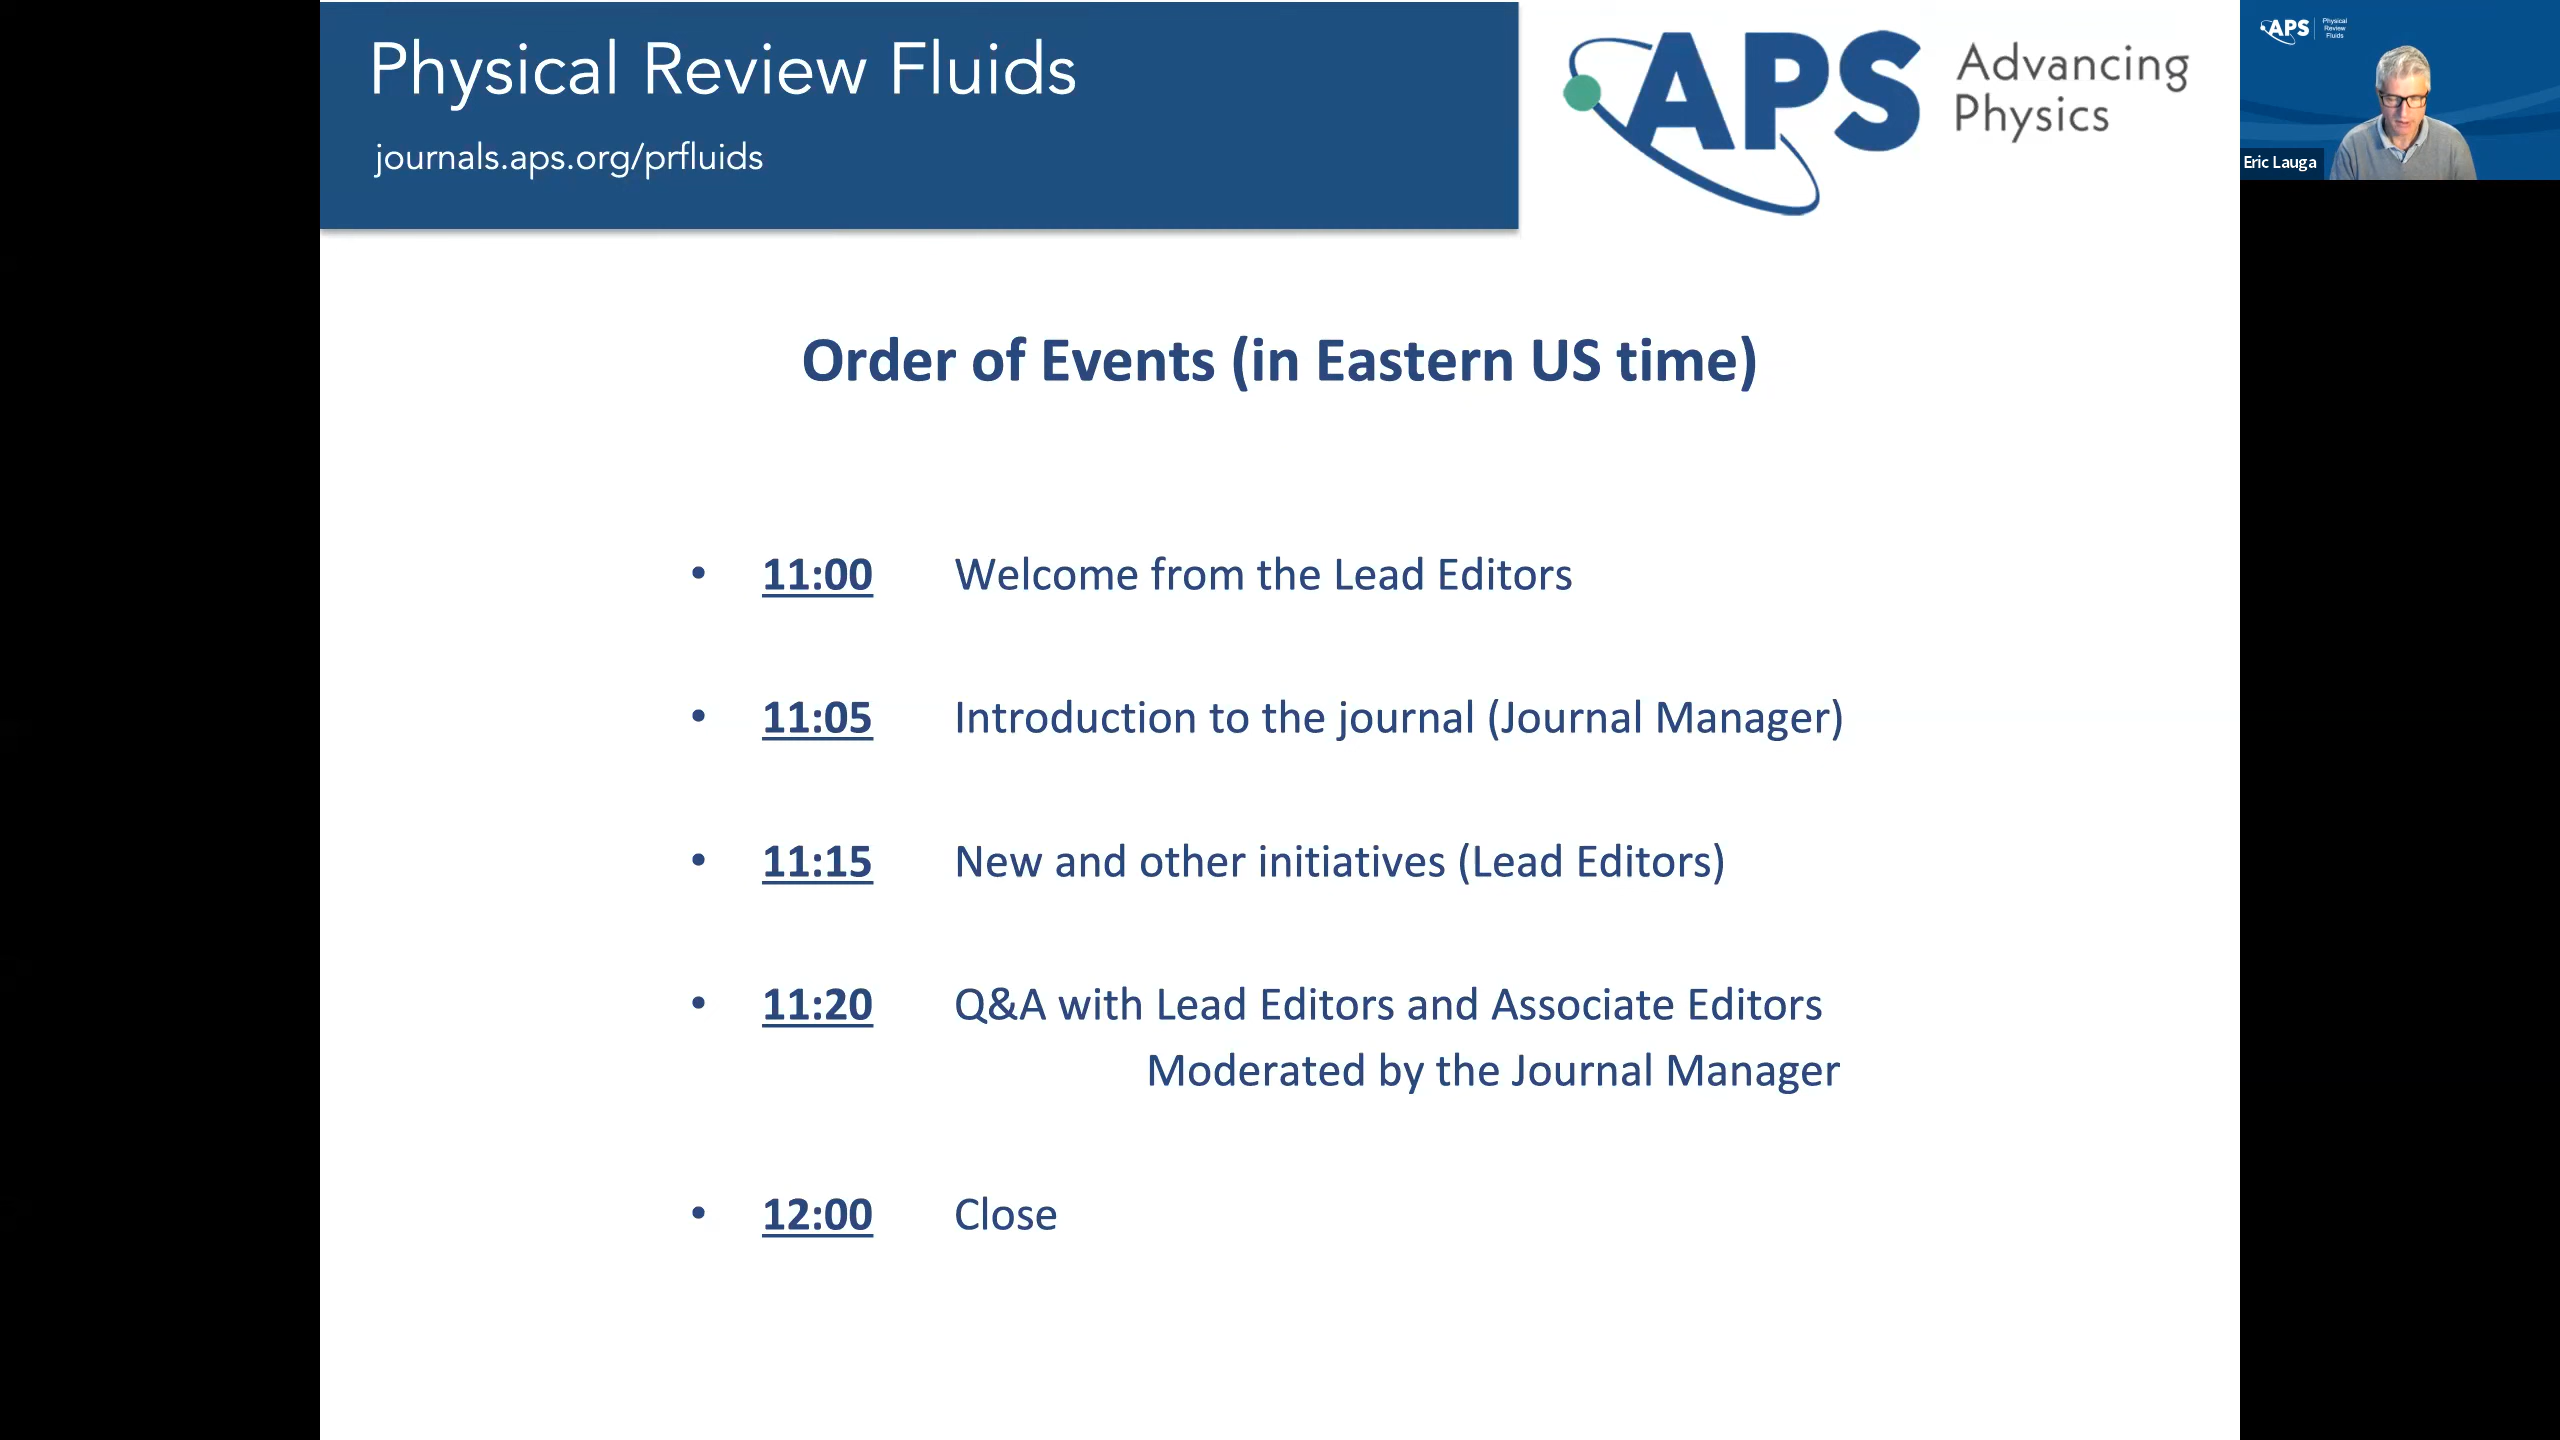 Physical Review Fluids
journals.aps.org/prfluids
APS Advancing
Physics
APS Physical
Review
Fluids
Eric Lauga
Order of Events (in Eastern US time)
• 11:00 Welcome from the Lead Editors
• 11:05 Introduction to the journal (Journal Manager)
• 11:15 New and other initiatives (Lead Editors)
• 11:20 Q&A with Lead Editors and Associate Editors
Moderated by the Journal Manager
• 12:00 Close